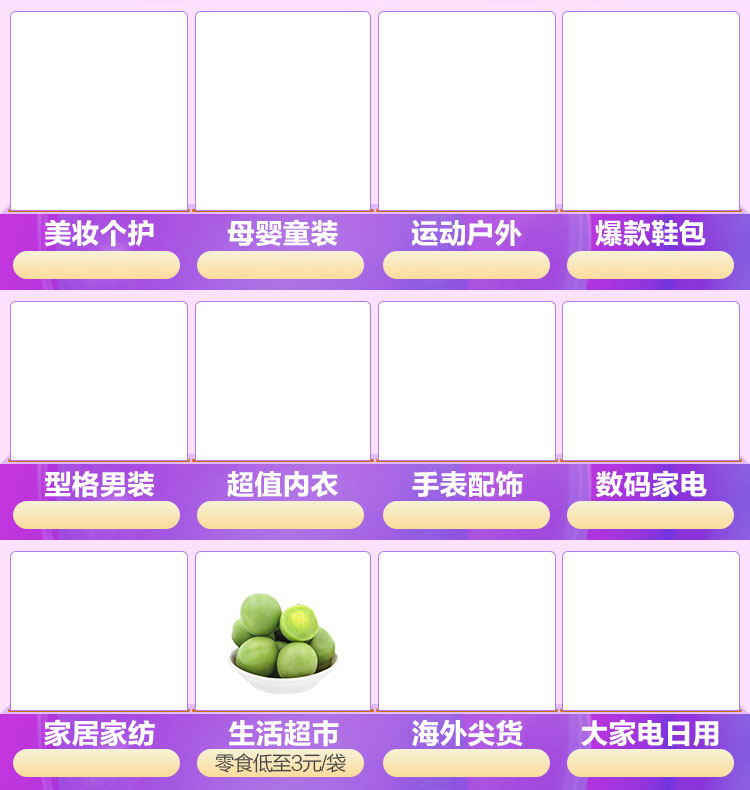 美妆个护
母婴童装
运动户外
爆款鞋包
型格男装
超值内衣
手表配饰
数码家电
家居家纺
生活超市
零食低至3元/袋
海外尖货
大家电日用